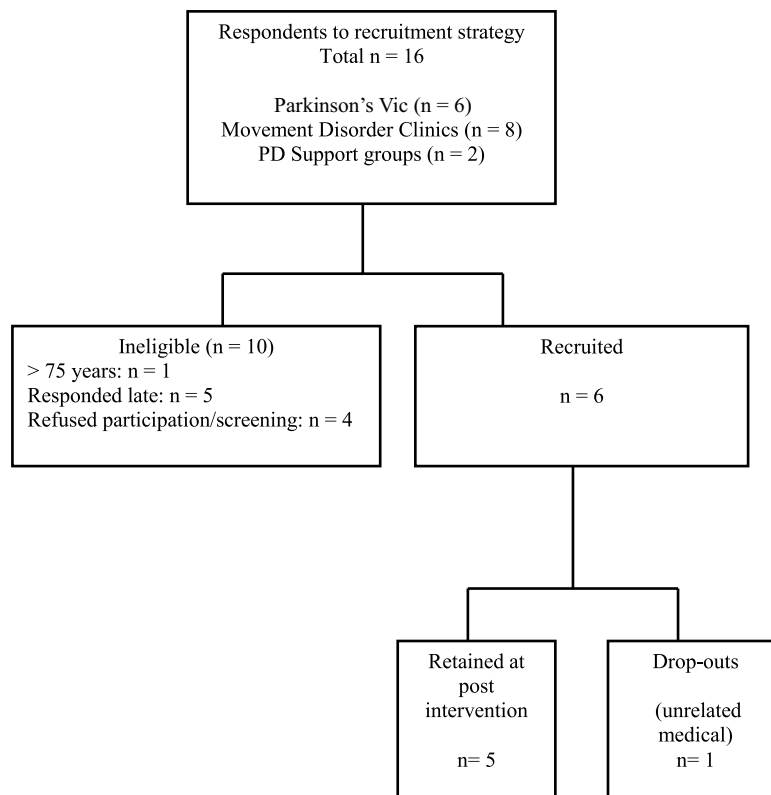 Respondents to recruitment strategy
Total n = 16
Parkinson’s Vic (n = 6)
Movement Disorder Clinics (n = 8)
PD Support groups (n = 2)
Ineligible (n = 10)
> 75 years: n = 1
Responded late: n = 5
Refused participation/screening: n = 4
Recruited
n = 6
Retained at
post
intervention
n= 5
Drop-outs
(unrelated
medical)
n= 1